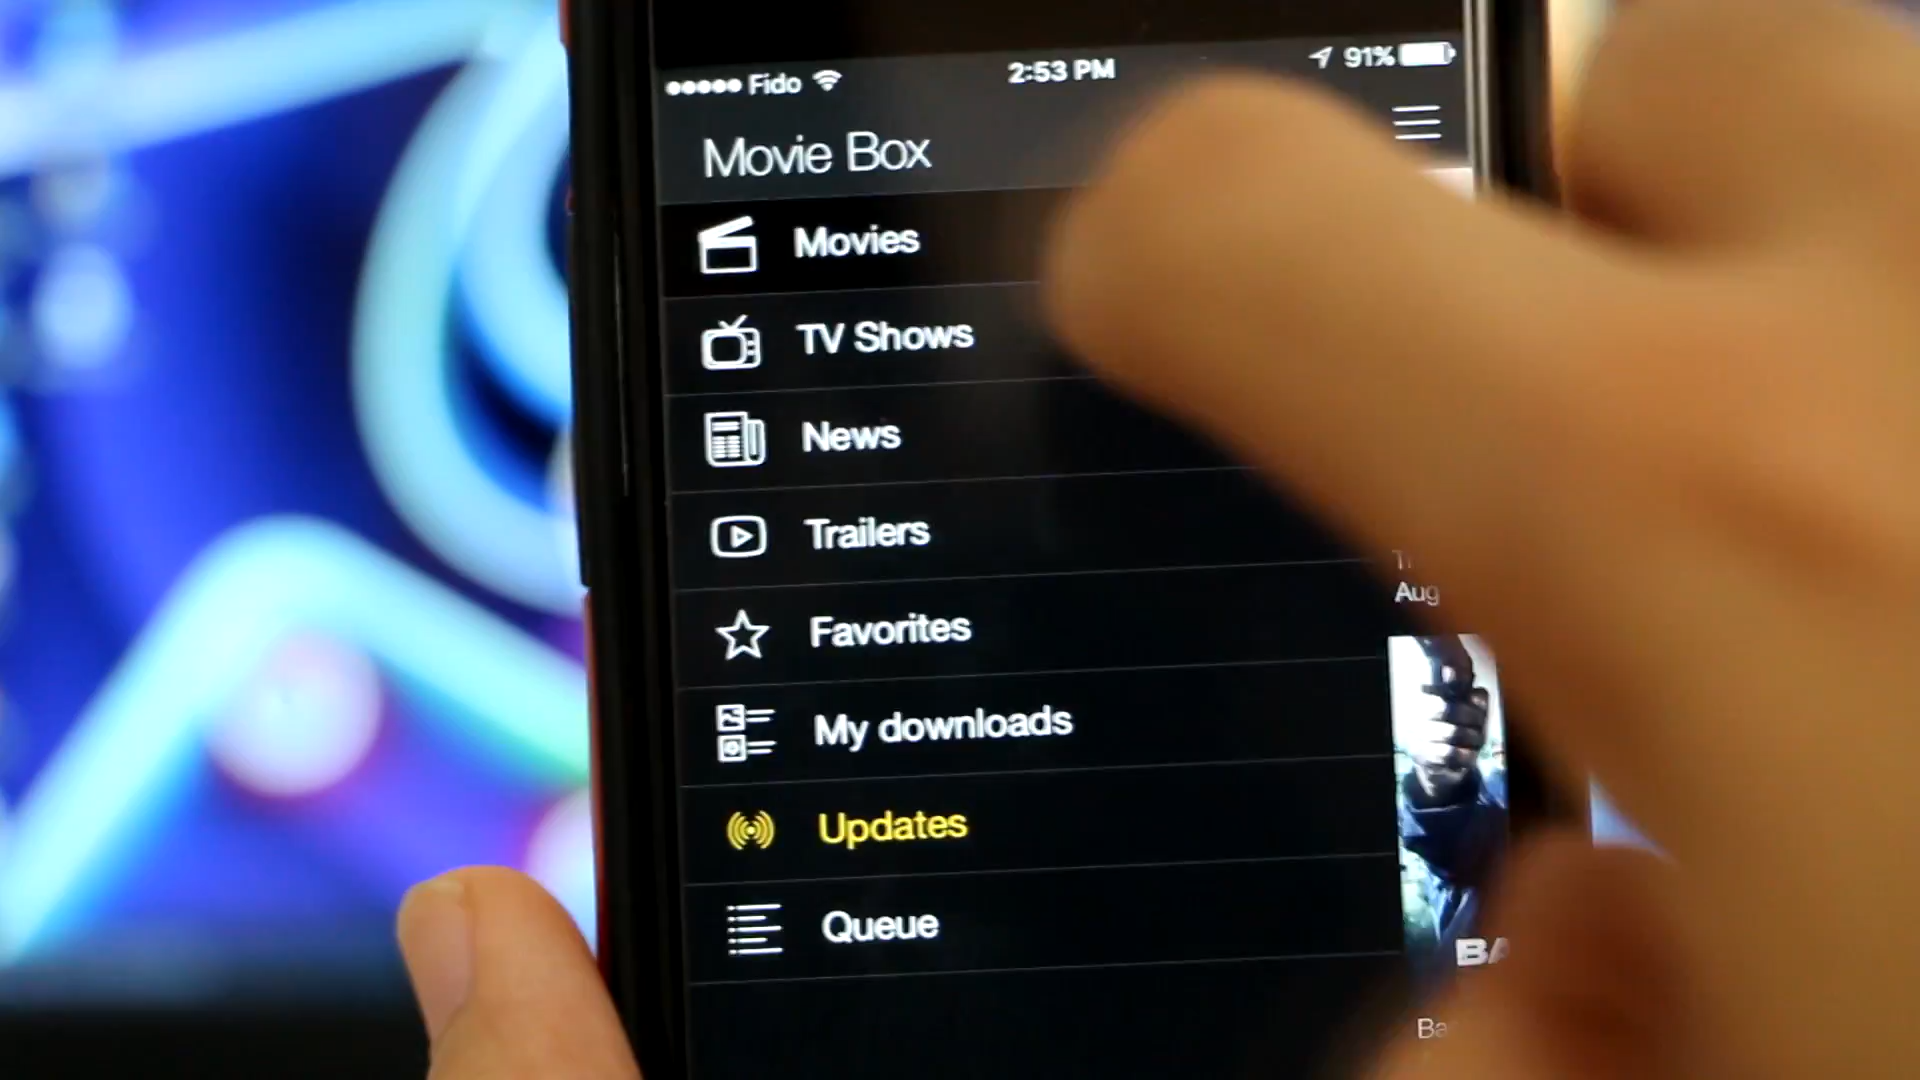 Fido 2:53 PM 91%
Movie Box
Movies
TV Shows
News
Trailers
Aug
Favorites
My downloads
Updates
Queue